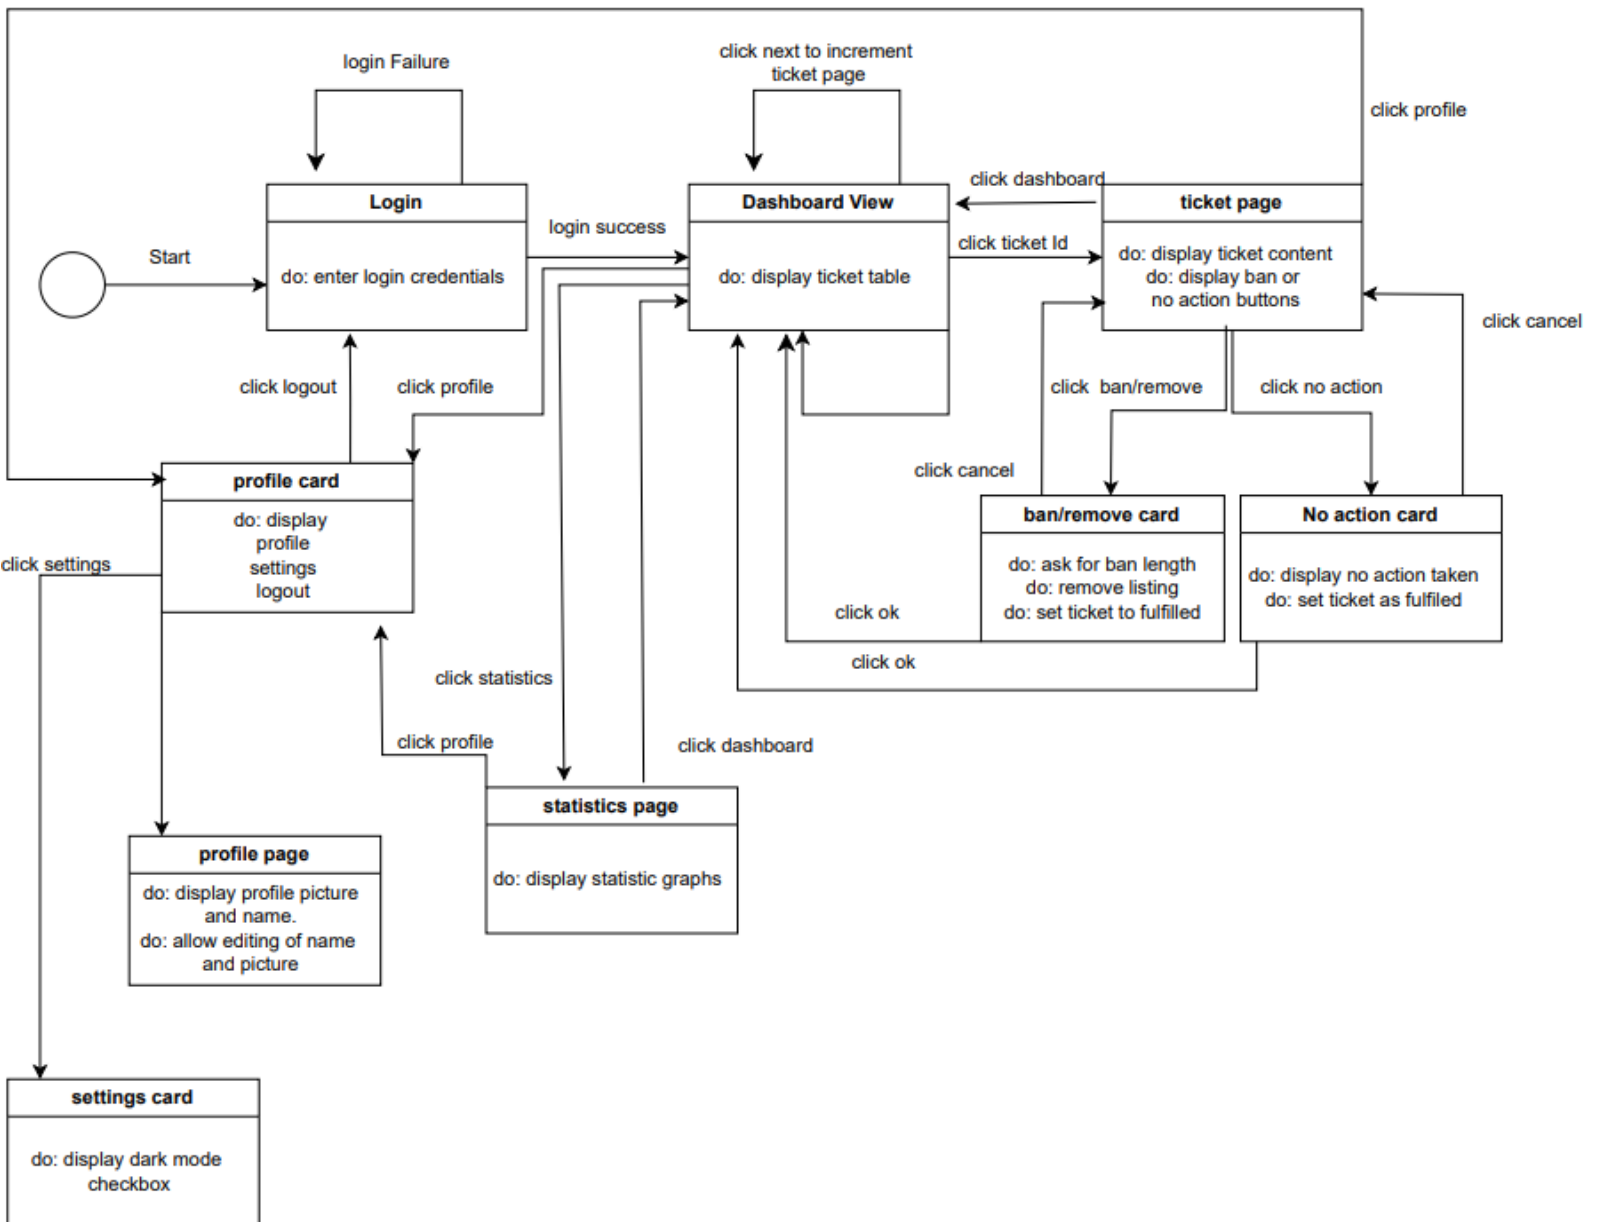 click next to increment
ticket page
login Failure
click profile
click dashboard
Login
Dashboard View
ticket page
login success
click ticket Id
Start
do: enter login credentials
do: display ticket table
do: display ticket content
do: display ban or
no action buttons
click cancel
click logout
click profile
click  ban/remove
click no action
click cancel
profile card
do: display
profile
settings
logout
click settings
ban/remove card
do: ask for ban length
do: remove listing
do: set ticket to fulfilled
No action card
do: display no action taken
do: set ticket as fulfiled
click ok
click ok
click statistics
click profile
click dashboard
statistics page
do: display statistic graphs
profile page
do: display profile picture
and name.
do: allow editing of name
and picture
settings card
do: display dark mode
checkbox